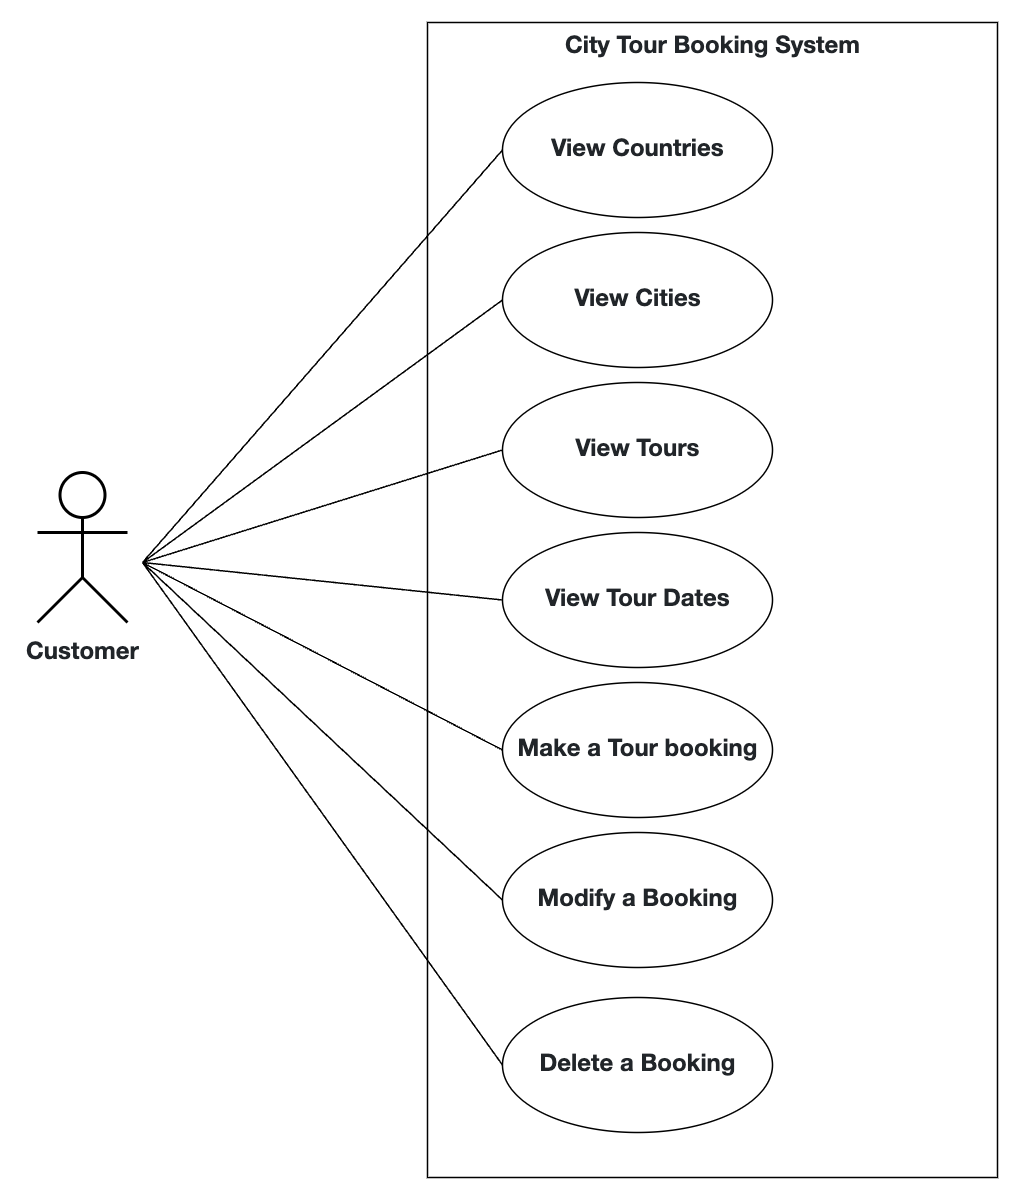 City Tour Booking System
View Countries
View Cities
View Tours
View Tour Dates
Customer
Make a Tour booking
Modify a Booking
Delete a Booking